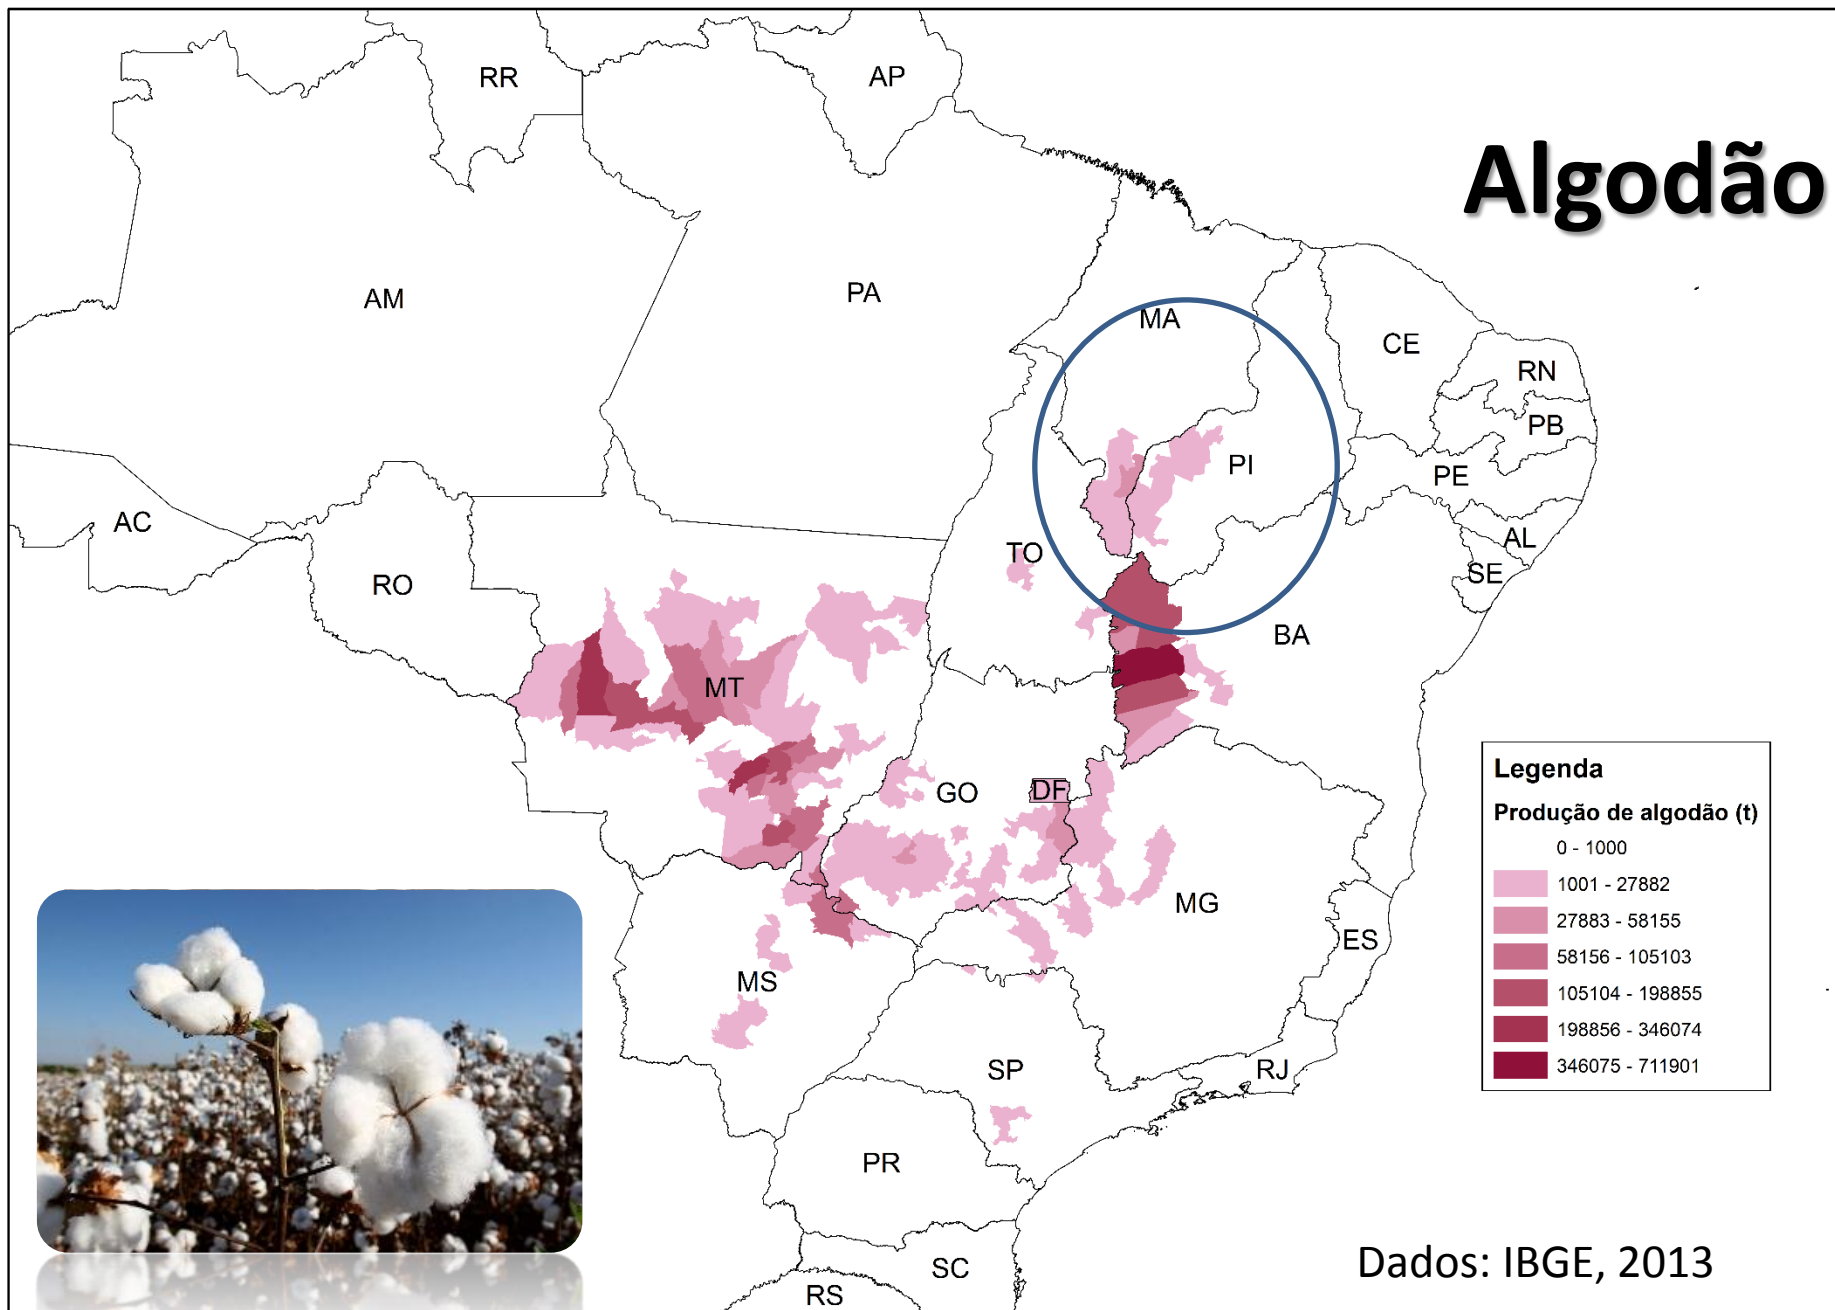 Algodão
RR
AP
AM
PA
MA
CE
RN
PB
PI
PE
AC
AL
TO
SE
RO
BA
MT
GO
DF
MG
ES
MS
SP
RJ
PR
SC
RS
Legenda
Produção de algodão (t)
0 - 1000
1001 - 27882
27883 - 58155
58156 - 105103
105104 - 198855
198856 - 346074
346075 - 711901
Dados: IBGE, 2013